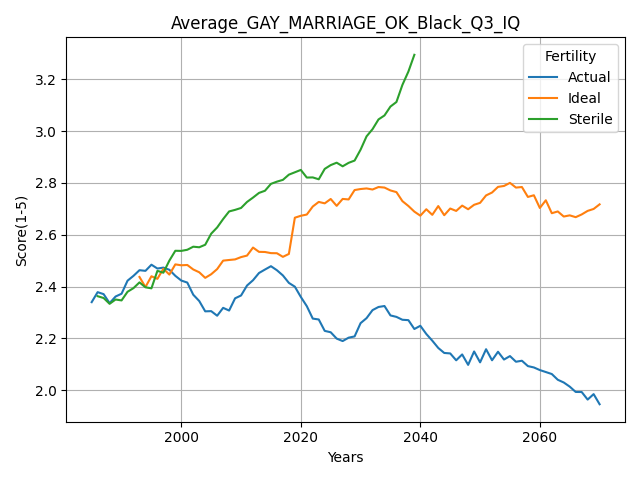 Average_GAY_MARRIAGE_OK_Black_Q3_IQ
Score(1-5)
3.2
3.0
2.8
2.6
2.4
2.2
2.0
Fertility
Actual
Ideal
Sterile
2000
2020
2040
2060
Years